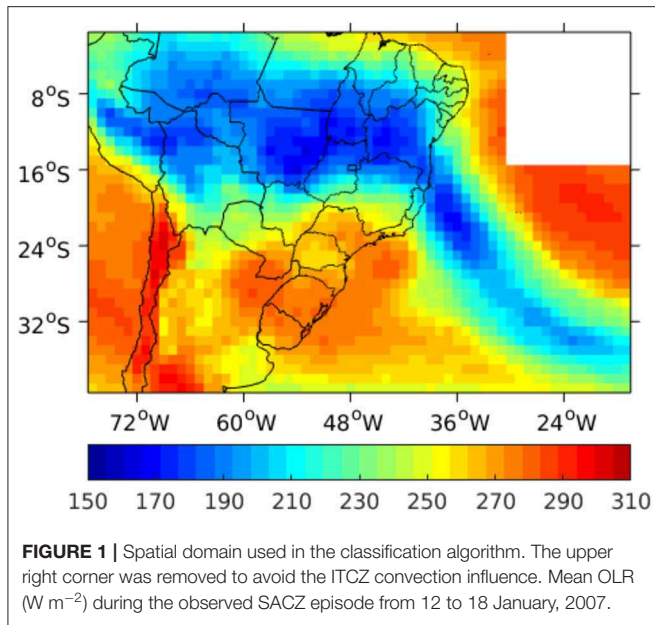 8°S
16°S
24°S
32°S
72°W 60°W 48°W 36°W 24°W
150 170 190 210 230 250 270 290 310
FIGURE 1 | Spatial domain used in the classification algorithm. The upper
right corner was removed to avoid the ITCZ convection influence. Mean OLR
(W m−2) during the observed SACZ episode from 12 to 18 January, 2007.